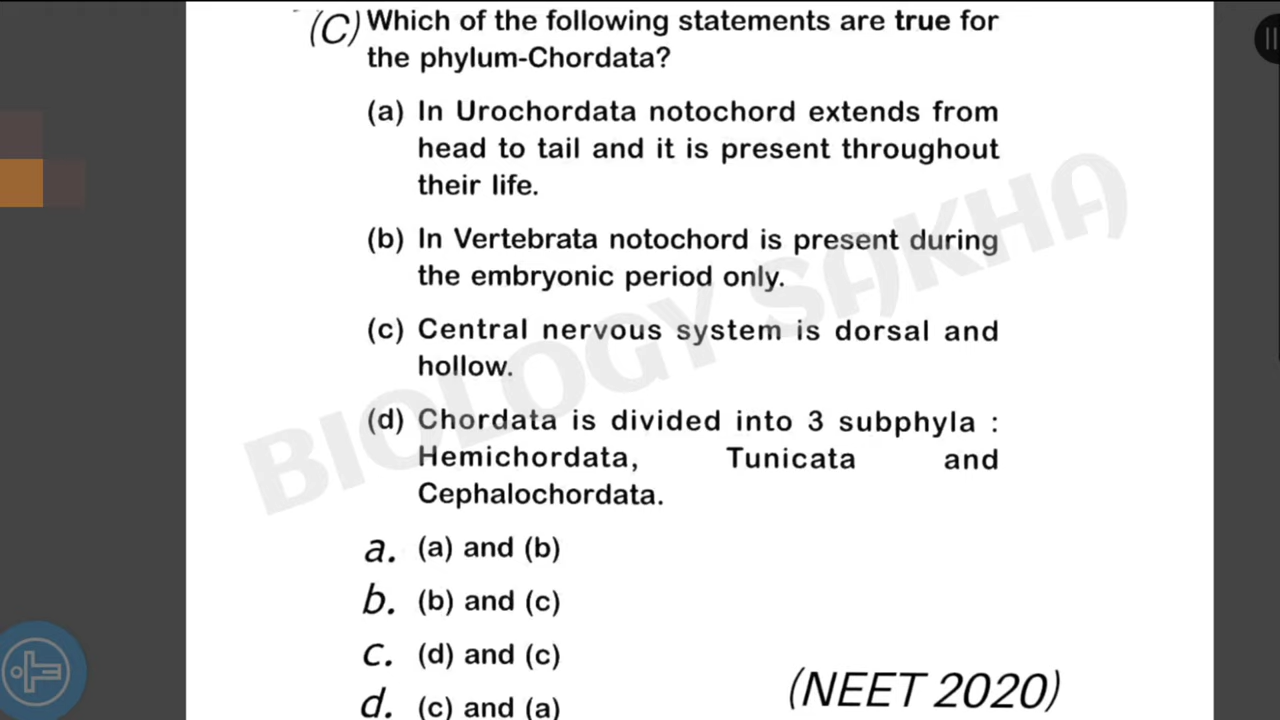 (C) Which of the following statements are true for
the phylum-Chordata?
(a) In Urochordata notochord extends from
head to tail and it is present throughout
their life.
(b) In Vertebrata notochord is present during
the embryonic period only.
(c) Central nervous system is dorsal and
hollow.
(d) Chordata is divided into 3 subphyla :
Hemichordata, Tunicata and
Cephalochordata.
a. (a) and (b)
b. (b) and (c)
c. (d) and (c)
d. (c) and (a)
(NEET 2020)
BIOLOGY SAKHA